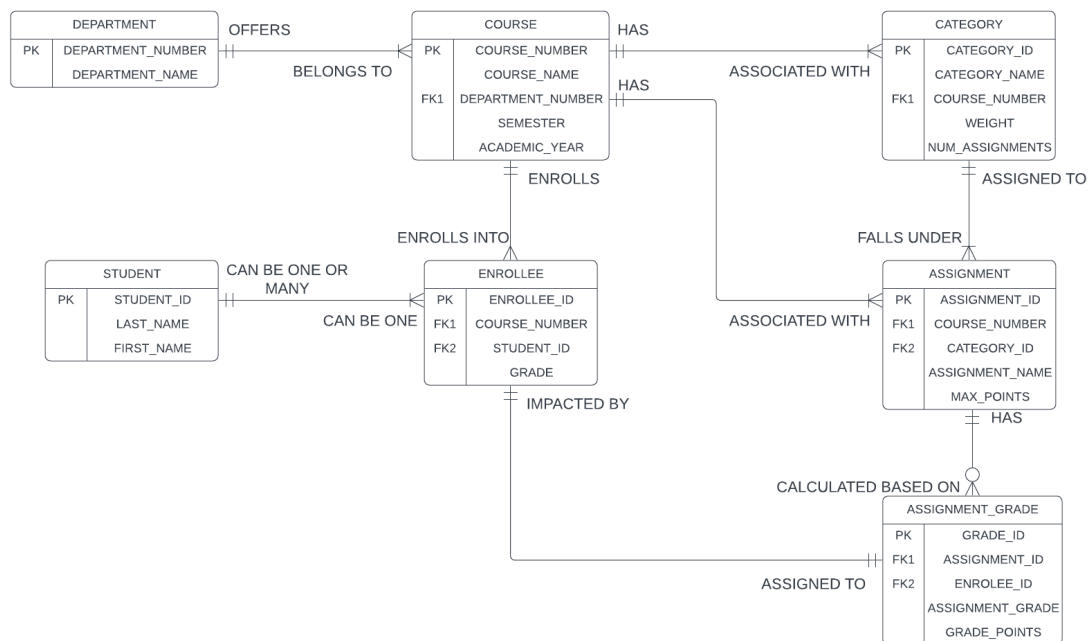 DEPARTMENT
PK DEPARTMENT_NUMBER
DEPARTMENT_NAME
OFFERS
BELONGS TO
COURSE
PK COURSE_NUMBER
COURSE_NAME
FK1 DEPARTMENT_NUMBER
SEMESTER
ACADEMIC_YEAR
HAS
ASSOCIATED WITH
HAS
CATEGORY
PK CATEGORY_ID
CATEGORY_NAME
FK1 COURSE_NUMBER
WEIGHT
NUM_ASSIGNMENTS
ENROLLS
ENROLLS INTO
ASSIGNED TO
FALLS UNDER
STUDENT
PK STUDENT_ID
LAST_NAME
FIRST_NAME
CAN BE ONE OR
MANY
CAN BE ONE
ENROLLEE
PK ENROLLEE_ID
FK1 COURSE_NUMBER
FK2 STUDENT_ID
GRADE
ASSOCIATED WITH
ASSIGNMENT
PK ASSIGNMENT_ID
FK1 COURSE_NUMBER
FK2 CATEGORY_ID
ASSIGNMENT_NAME
MAX_POINTS
IMPACTED BY
HAS
CALCULATED BASED ON
ASSIGNED TO
ASSIGNMENT_GRADE
PK GRADE_ID
FK1 ASSIGNMENT_ID
FK2 ENROLEE_ID
ASSIGNMENT_GRADE
GRADE_POINTS